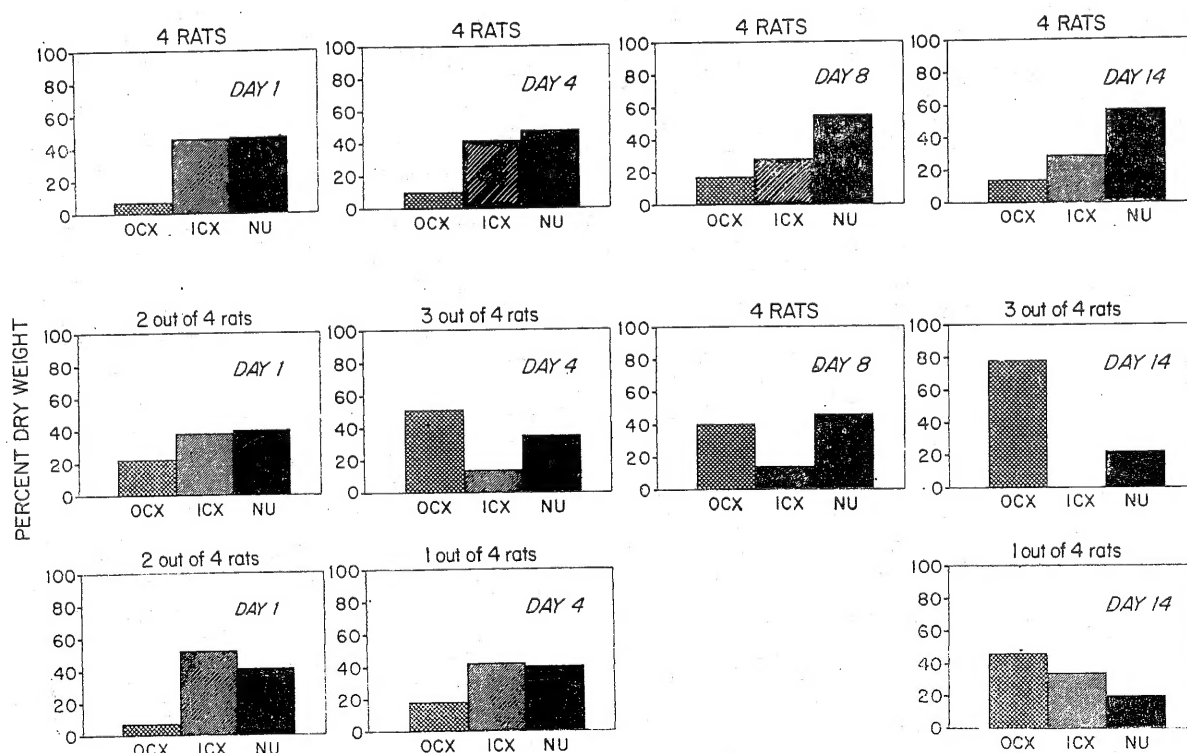 4 RATS 4 RATS 4 RATS 4 RATS
100 100 100 100
80 DAY 1 80 DAY 4 80 DAY 8 80 DAY 14
60 60 60 60
40 40 40 40
20 20 20 20
0 0 0 0
OCX ICX NU OCX ICX NU OCX ICX NU OCX ICX NU
PERCENT DRY WEIGHT
2 out of 4 rats 3 out of 4 rats 4 RATS 3 out of 4 rats
100 100 100 100
80 DAY 1 80 DAY 4 80 DAY 8 80 DAY 14
60 60 60 60
40 40 40 40
20 20 20 20
0 0 0 0
OCX ICX NU OCX ICX NU OCX ICX NU OCX ICX NU
2 out of 4 rats 1 out of 4 rats 1 out of 4 rats
100 100 100
80 DAY 1 80 DAY 4 80 DAY 14
60 60 60
40 40 40
20 20 20
0 0 0
OCX ICX NU OCX ICX NU OCX ICX NU